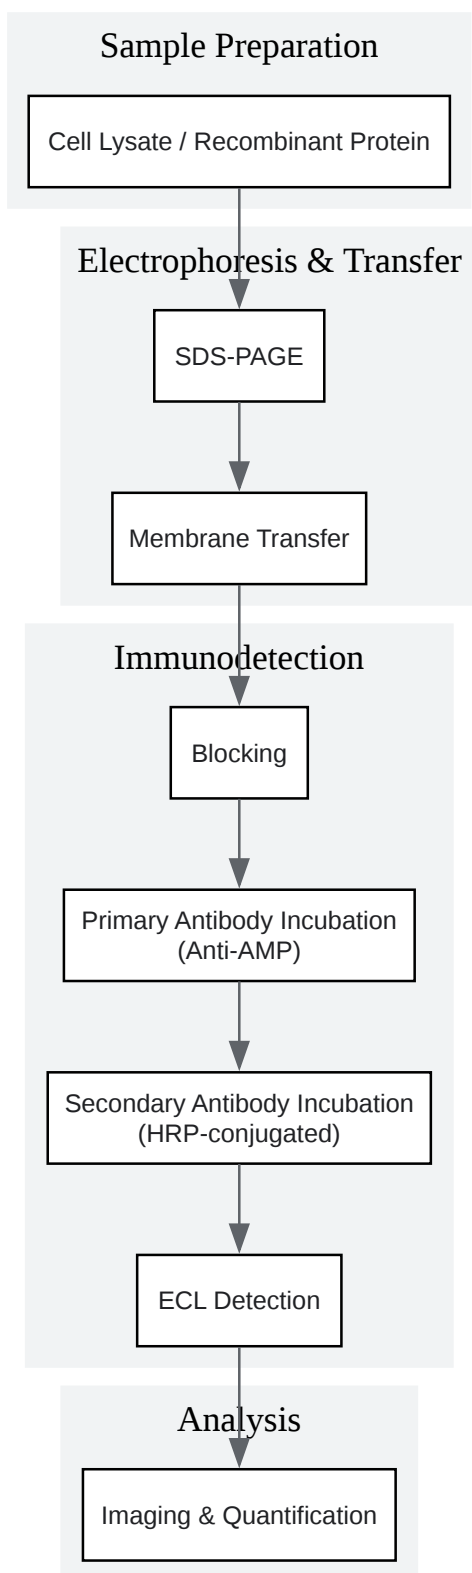 Sample Preparation
Cell Lysate / Recombinant Protein
Electrophoresis & Transfer
SDS-PAGE
Membrane Transfer
Immunodetection
Blocking
Primary Antibody Incubation
(Anti-AMP)
Secondary Antibody Incubation
(HRP-conjugated)
ECL Detection
Analysis
Imaging & Quantification